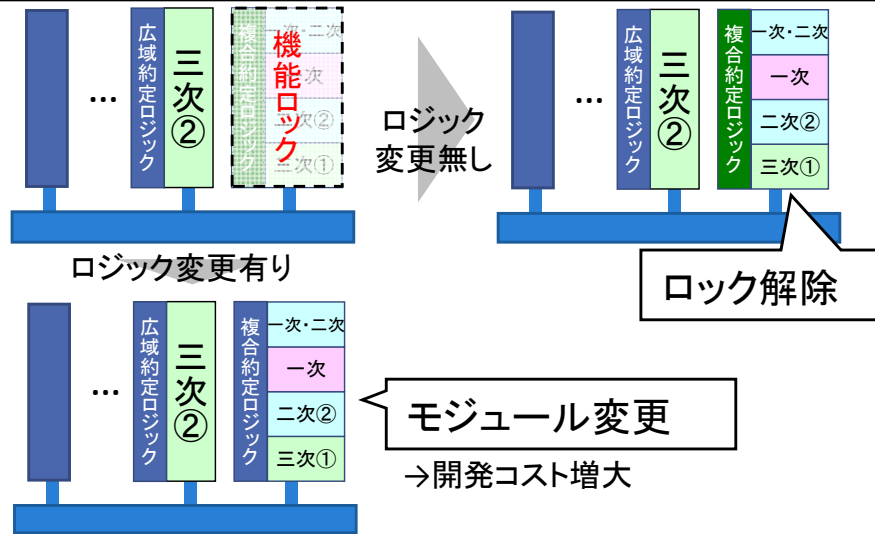 …
広域約定ロジック
三次②
複合約定ロジック
一次・二次
一次
二次②
三次①
機能ロック
ロジック
変更無し
…
広域約定ロジック
三次②
複合約定ロジック
一次・二次
一次
二次②
三次①
ロック解除
ロジック変更有り
…
広域約定ロジック
三次②
複合約定ロジック
一次・二次
一次
二次②
三次①
モジュール変更
→開発コスト増大